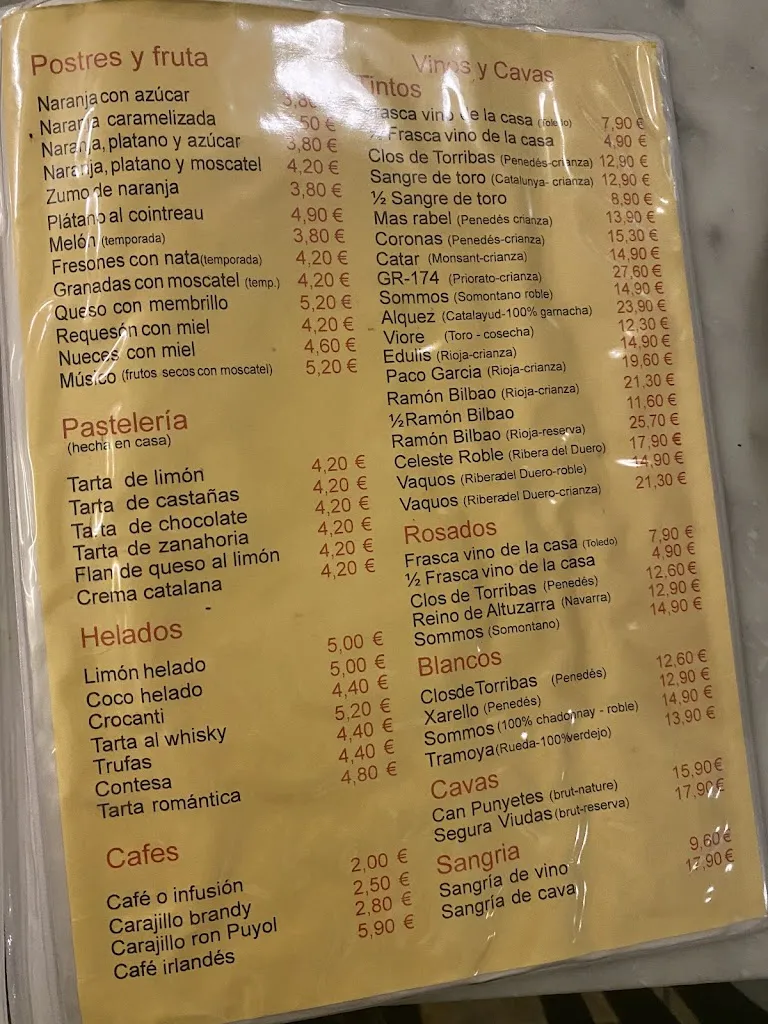 Postres y fruta
Naranja con azúcar
Naranja caramelizada
Naranja, platano y azúcar 3,80 €
Naranja, platano y moscatel 4,20 €
Zumo de naranja 3,80 €
Plátano al cointreau 4,90 €
Melón (temporada) 3,80 €
Fresones con nata(temporada) 4,20 €
Granadas con moscatel (temp.) 4,20 €
Queso con membrillo 5,20 €
Requesón con miel 4,20 €
Nueces con miel 4,60 €
Músico (frutos secos con moscatel) 5,20 €
Pastelería
(hecha en casa)
Tarta de limón 4,20 €
Tarta de castañas 4,20 €
Tarta de chocolate 4,20 €
Tarta de zanahoria 4,20 €
Flan de queso al limón 4,20 €
Crema catalana 4,20 €
Helados
Limón helado 5,00 €
Coco helado 5,00 €
Crocanti 4,40 €
Tarta al whisky 5,20 €
Trufas 4,40 €
Contesa 4,40 €
Tarta romántica 4,80 €
Cafes
Café o infusión 2,00 €
Carajillo brandy 2,50 €
Carajillo ron Puyol 2,80 €
Café irlandés 5,90 €
Vinos y Cavas
Tintos
Frasca vino de la casa (Toledo) 7,90 €
½ Frasca vino de la casa 4,90 €
Clos de Torribas (Penedés-crianza) 12,90 €
Sangre de toro (Catalunya- crianza) 12,90 €
½ Sangre de toro 8,90 €
Mas rabel (Penedés crianza) 13,90 €
Coronas (Penedés-crianza) 15,30 €
Catar (Monsant-crianza) 14,90 €
GR-174 (Priorato-crianza) 27,60 €
Sommos (Somontano roble) 14,90 €
Alquez (Catalayud-100% garnacha) 23,90 €
Viore (Toro - cosecha) 12,30 €
Edulis (Rioja-crianza) 14,90 €
Paco Garcia (Rioja-crianza) 19,60 €
Ramón Bilbao (Rioja-crianza) 21,30 €
½Ramón Bilbao 11,60 €
Ramón Bilbao (Rioja-reserva) 25,70 €
Celeste Roble (Ribera del Duero) 17,90 €
Vaquos (Riberadel Duero-roble) 14,90 €
Vaquos (Riberadel Duero-crianza) 21,30 €
Rosados
Frasca vino de la casa (Toledo) 7,90 €
½ Frasca vino de la casa 4,90 €
Clos de Torribas (Penedés) 12,60 €
Reino de Altuzarra (Navarra) 12,90 €
Sommos (Somontano) 14,90 €
Blancos
ClosdeTorribas (Penedés) 12,60 €
Xarello (Penedés) 12,90 €
Sommos (100% chadonnay - roble) 14,90 €
Tramoya(Rueda-100%verdejo) 13,90 €
Cavas
Can Punyetes (brut-nature) 15,90€
Segura Viudas (brut-reserva) 17,90€
Sangria
Sangría de vino 9,60€
Sangría de cava 17,90€